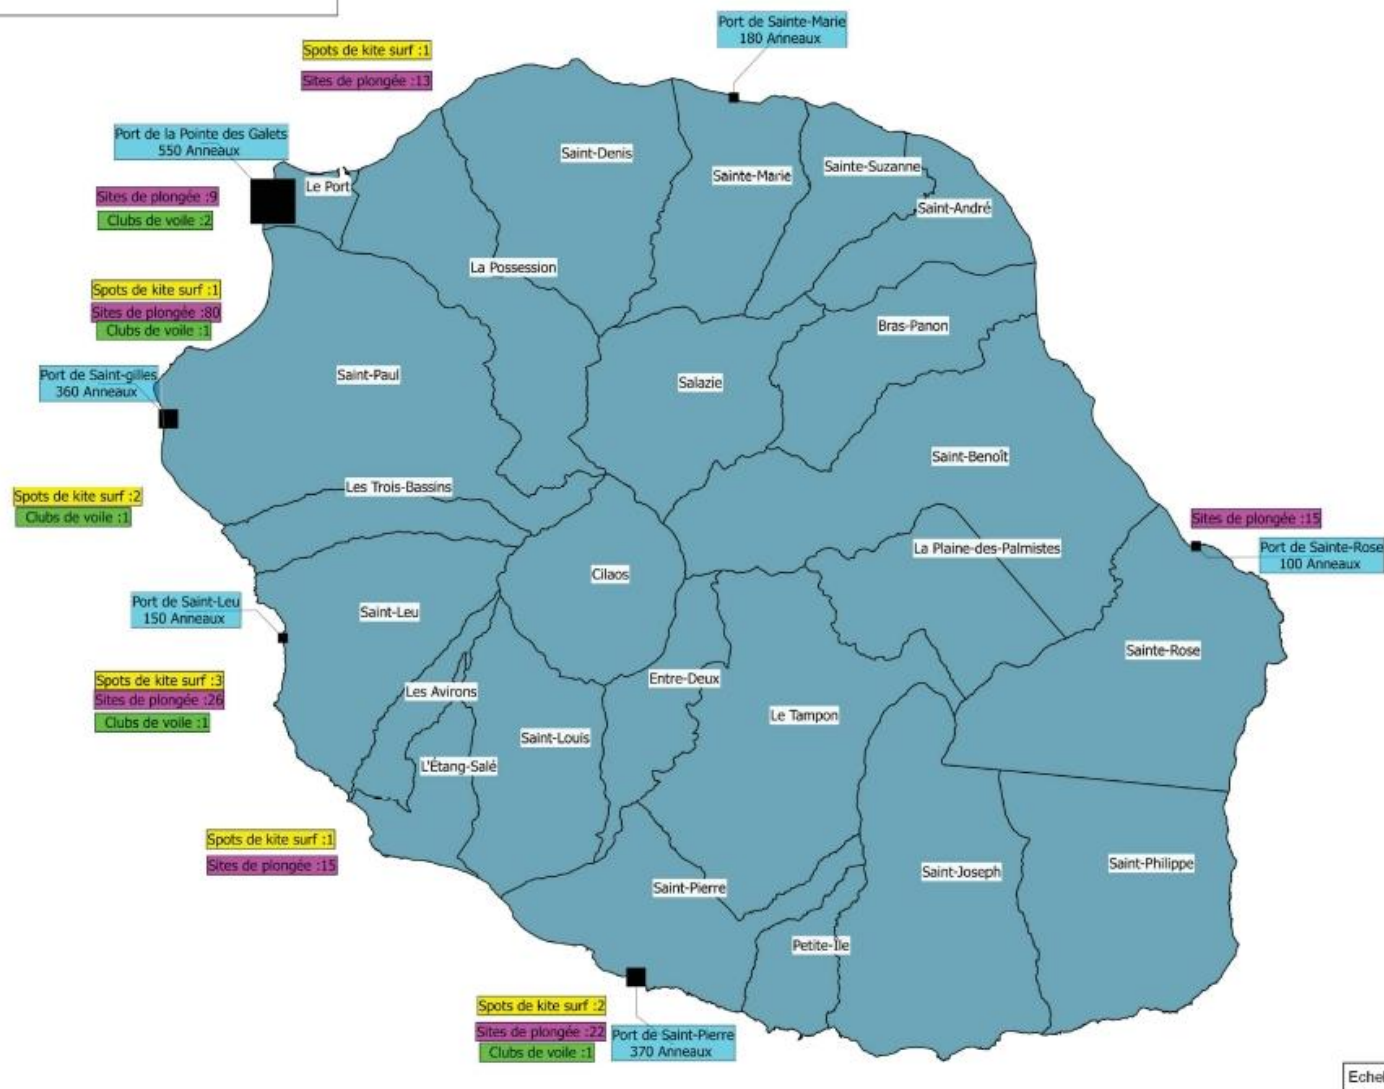 Port de Sainte-Marie
180 Anneaux
Spots de kite surf :1
Sites de plongée :13
Port de la Pointe des Galets
550 Anneaux
Saint-Denis
Sainte-Marie
Sainte-Suzanne
Le Port
Saint-André
Sites de plongée :9
Clubs de voile :2
La Possession
Spots de kite surf :1
Sites de plongée :80
Clubs de voile :1
Bras-Panon
Port de Saint-gilles
360 Anneaux
Saint-Paul
Salazie
Saint-Benoît
Les Trois-Bassins
Spots de kite surf :2
Clubs de voile :1
Sites de plongée :15
La Plaine-des-Palmistes
Port de Sainte-Rose
100 Anneaux
Cilaos
Port de Saint-Leu
150 Anneaux
Saint-Leu
Sainte-Rose
Entre-Deux
Spots de kite surf :3
Sites de plongée :26
Clubs de voile :1
Les Avirons
Le Tampon
Saint-Louis
L'Étang-Salé
Spots de kite surf :1
Sites de plongée :15
Saint-Philippe
Saint-Joseph
Saint-Pierre
Petite-Île
Spots de kite surf :2
Sites de plongée :22
Clubs de voile :1
Port de Saint-Pierre
370 Anneaux